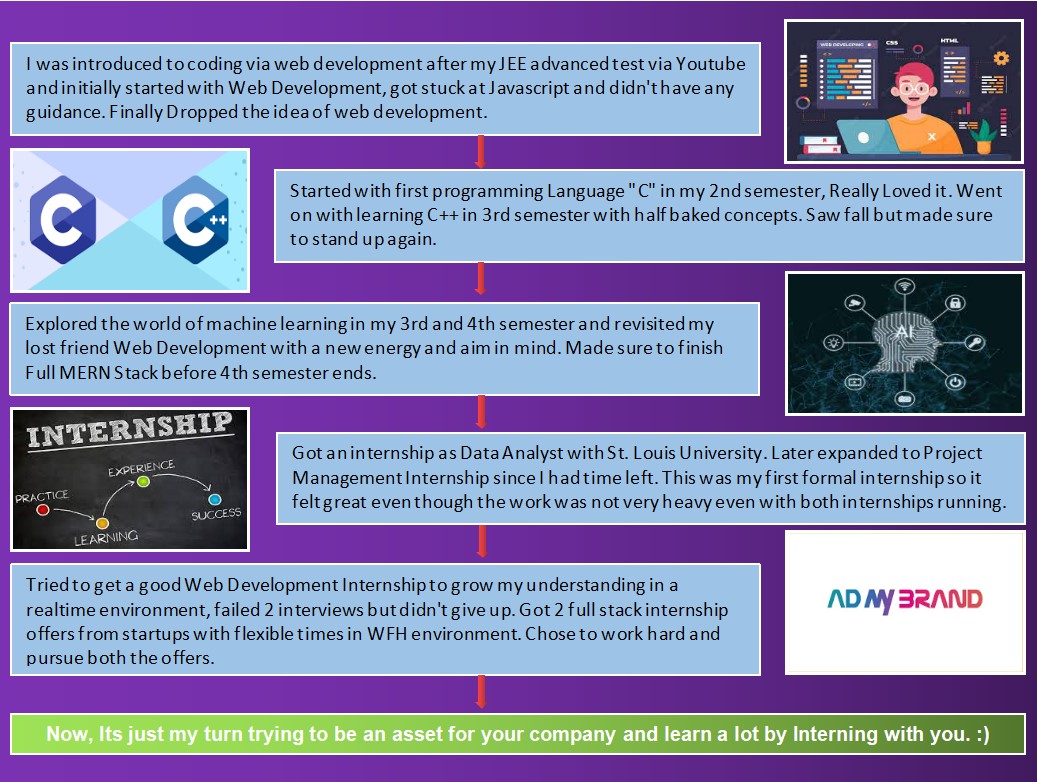 I was introduced to coding via web development after my JEE advanced test via Youtube
and initially started with Web Development, got stuck at Javascript and didn't have any
guidance. Finally Dropped the idea of web development.
WEB DEVELOPING
CSS
HTML
C
C++
Started with first programming Language "C" in my 2nd semester, Really Loved it. Went
on with learning C++ in 3rd semester with half baked concepts. Saw fall but made sure
to stand up again.
Explored the world of machine learning in my 3rd and 4th semester and revisited my
lost friend Web Development with a new energy and aim in mind. Made sure to finish
Full MERN Stack before 4th semester ends.
AI
INTERNSHIP
PRACTICE
LEARNING
EXPERIENCE
SUCCESS
Got an internship as Data Analyst with St. Louis University. Later expanded to Project
Management Internship since I had time left. This was my first formal internship so it
felt great even though the work was not very heavy even with both internships running.
Tried to get a good Web Development Internship to grow my understanding in a
realtime environment, failed 2 interviews but didn't give up. Got 2 full stack internship
offers from startups with flexible times in WFH environment. Chose to work hard and
pursue both the offers.
AD MY BRAND
Now, Its just my turn trying to be an asset for your company and learn a lot by Interning with you. :)